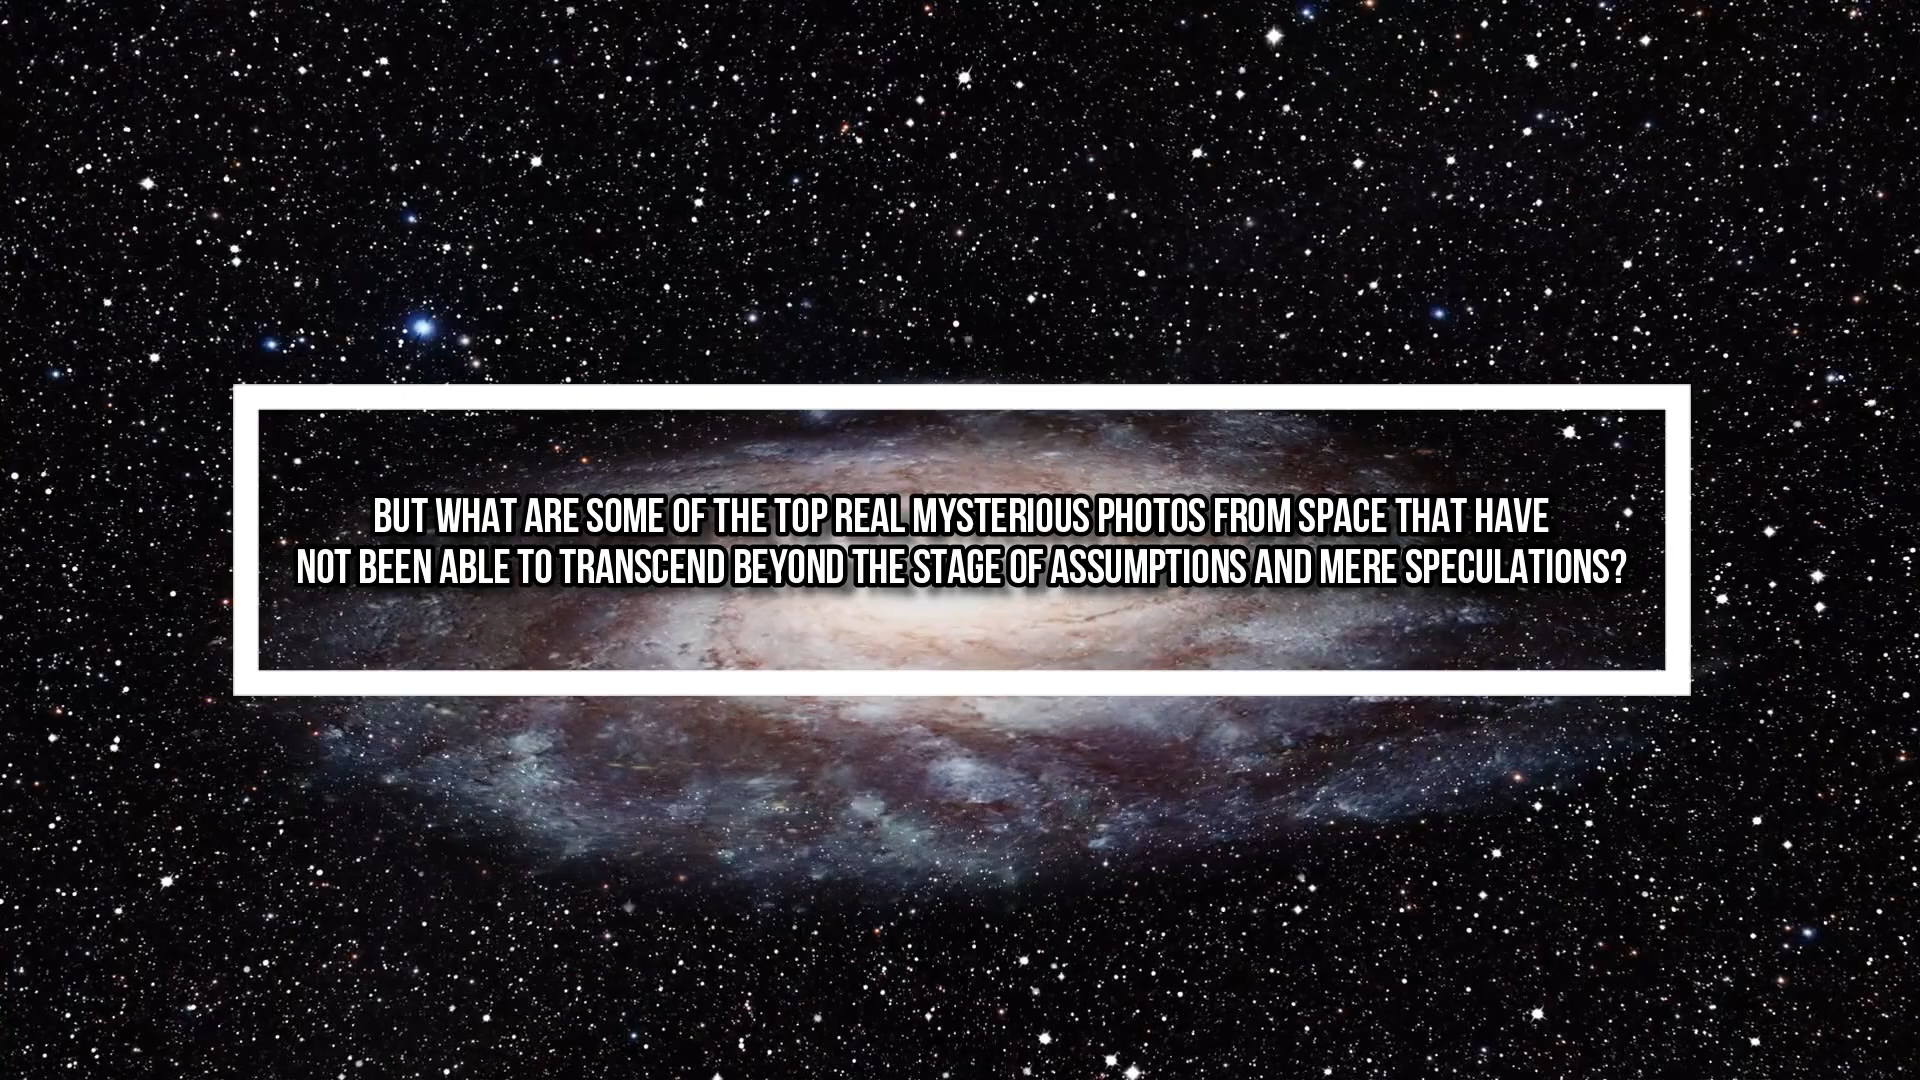 BUT WHAT ARE SOME OF THE TOP REAL MYSTERIOUS PHOTOS FROM SPACE THAT HAVE
NOT BEEN ABLE TO TRANSCEND BEYOND THE STAGE OF ASSUMPTIONS AND MERE SPECULATIONS?